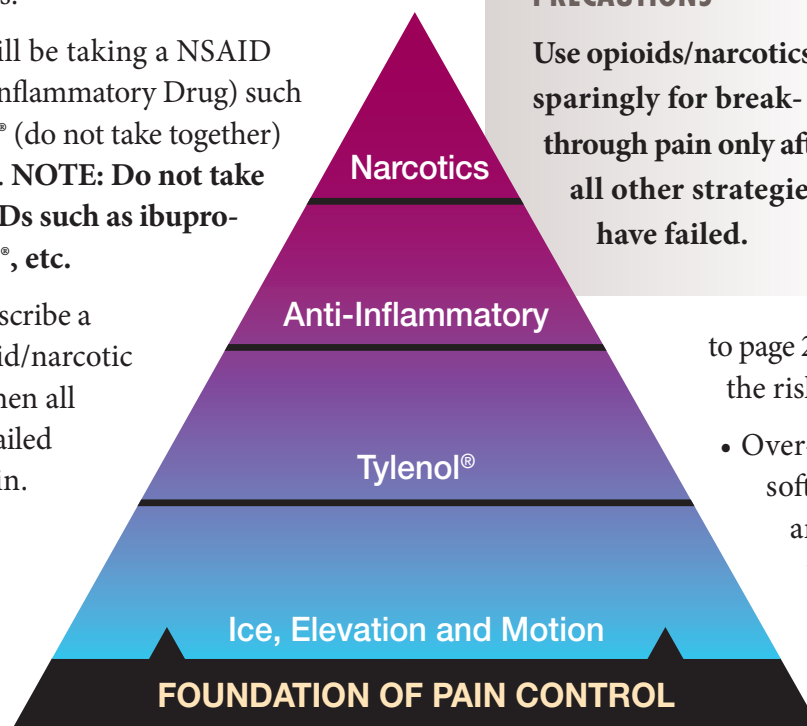 s.
ill be taking a NSAID
nflammatory Drug) such
® (do not take together)
. NOTE: Do not take
Ds such as ibupro-
®, etc.
scribe a
id/narcotic
hen all
ailed
in.
Narcotics
Anti-Inflammatory
Tylenol®
Ice, Elevation and Motion
FOUNDATION OF PAIN CONTROL
PRECAUTIONS
Use opioids/narcotics
sparingly for break-
through pain only aft
all other strategie
have failed.
to page 2
the ris
• Over-
soft
a